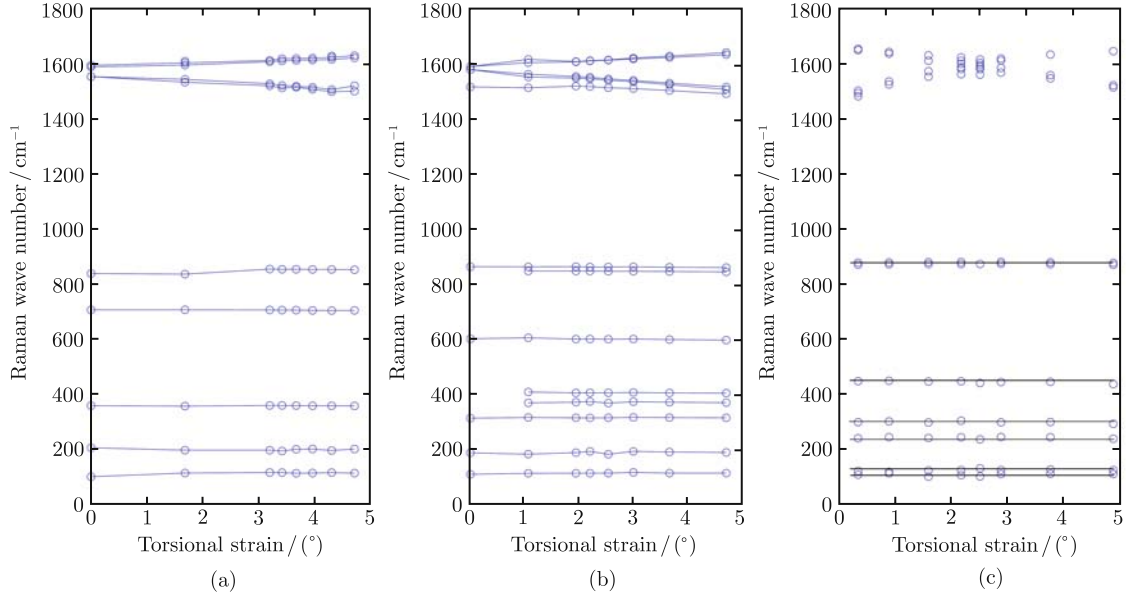 1800 1600 1400 1200 1000 800 600 400 200 0
Raman wave number / cm⁻¹
0 1 2 3 4 5
Torsional strain / (°)
(a)
1800 1600 1400 1200 1000 800 600 400 200 0
Raman wave number / cm⁻¹
0 1 2 3 4 5
Torsional strain / (°)
(b)
1800 1600 1400 1200 1000 800 600 400 200 0
Raman wave number / cm⁻¹
0 1 2 3 4 5
Torsional strain / (°)
(c)